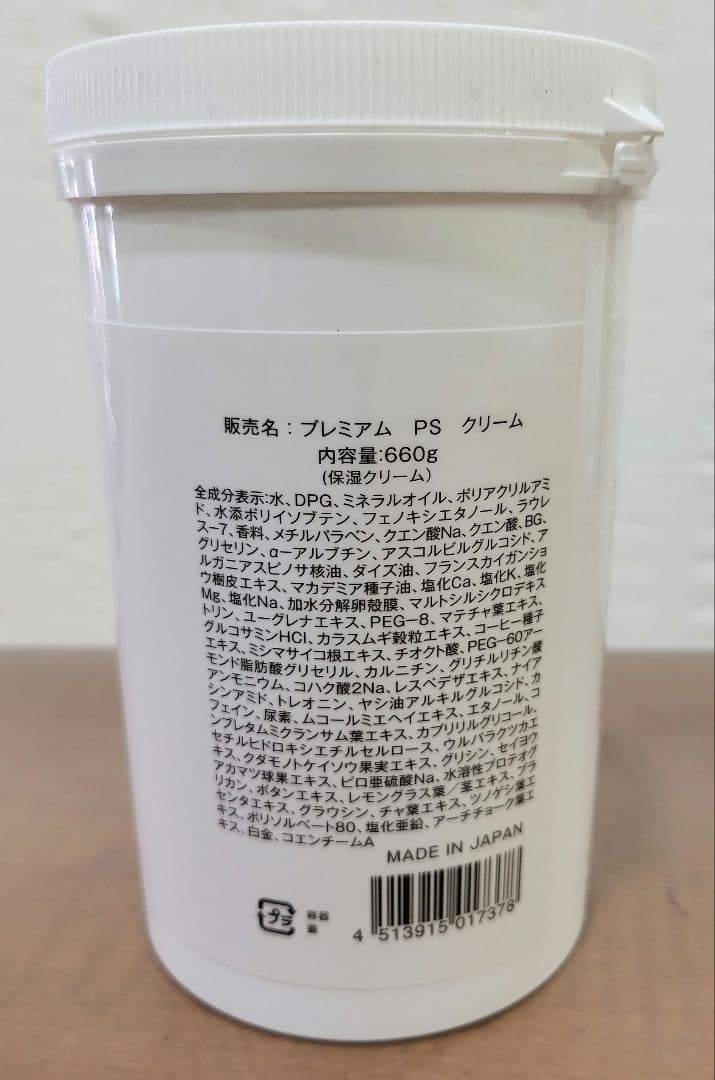 販売名：プレミアム　PS　クリーム
内容量:660g
(保湿クリーム)
全成分表示:水、DPG、ミネラルオイル、ポリアクリルアミ
ド、水添ポリイソブテン、フェノキシエタノール、ラウレ
ス－7、香料、メチルパラベン、クエン酸Na、クエン酸、BG、
グリセリン、α－アルブチン、アスコルビルグルコシド、ア
ルガニアスピノサ核油、ダイズ油、フランスカイガンショ
ウ樹皮エキス、マカデミア種子油、塩化Ca、塩化K、塩化
Mg、塩化Na、加水分解卵殻膜、マルトシルシクロデキス
トリン、ユーグレナエキス、PEG－8、マテチャ葉エキス、
グルコサミンHCl、カラスムギ穀粒エキス、コーヒー種子
エキス、ミシマサイコ根エキス、チオクト酸、PEG－60アー
モンド脂肪酸グリセリル、カルニチン、グリチルリチン酸
アンモニウム、コハク酸2Na、レスペデザエキス、ナイア
シンアミド、トレオニン、ヤシ油アルキルグルコシド、カ
フェイン、尿素、ムコールミエヘイエキス、エタノール、コ
ンブレタムミクランサム葉エキス、カプリリルグリコール、
セチルヒドロキシエチルセルロース、ウルバラクツカエ
キス、クダモノトケイソウ果実エキス、グリシン、セイヨウ
アカマツ球果エキス、ピロ亜硫酸Na、水溶性プロテオグ
リカン、ボタンエキス、レモングラス葉／茎エキス、プラ
センタエキス、グラウシン、チャ葉エキス、ツノゲシ葉エ
キス、ポリソルベート80、塩化亜鉛、アーチチョーク葉エ
キス、白金、コエンチームA
MADE IN JAPAN
プラ
容器
蓋
4 513915 017378